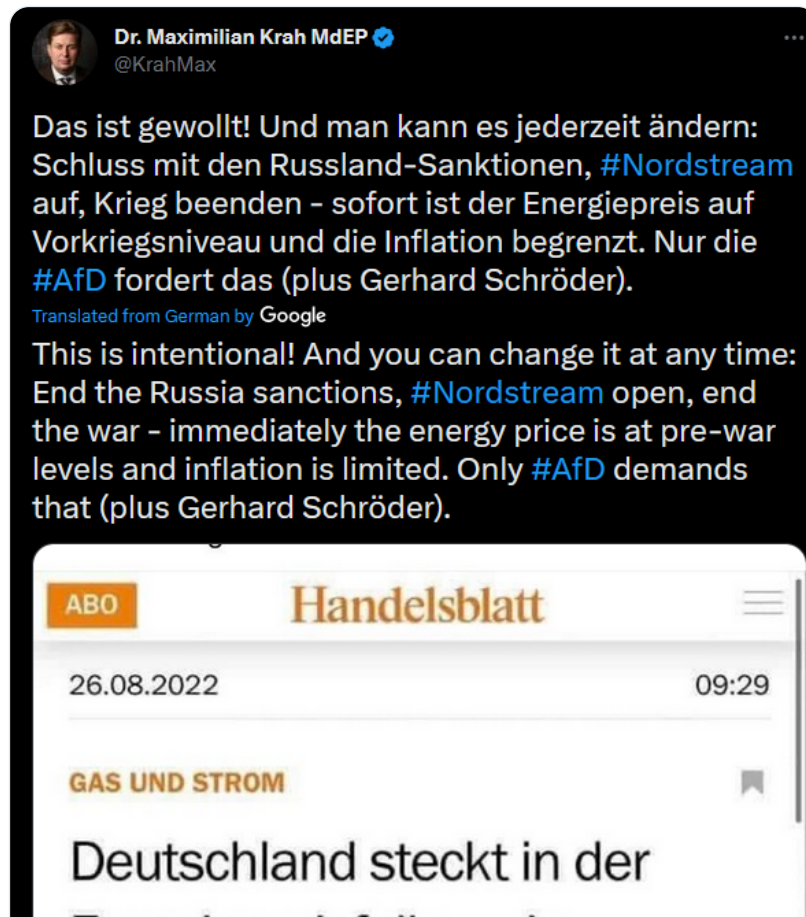 Dr. Maximilian Krah MdEP
@KrahMax
Das ist gewollt! Und man kann es jederzeit ändern:
Schluss mit den Russland-Sanktionen, #Nordstream
auf, Krieg beenden – sofort ist der Energiepreis auf
Vorkriegsniveau und die Inflation begrenzt. Nur die
#AfD fordert das (plus Gerhard Schröder).
Translated from German by Google
This is intentional! And you can change it at any time:
End the Russia sanctions, #Nordstream open, end
the war – immediately the energy price is at pre-war
levels and inflation is limited. Only #AfD demands
that (plus Gerhard Schröder).
ABO Handelsblatt
26.08.2022 09:29
GAS UND STROM
Deutschland steckt in der